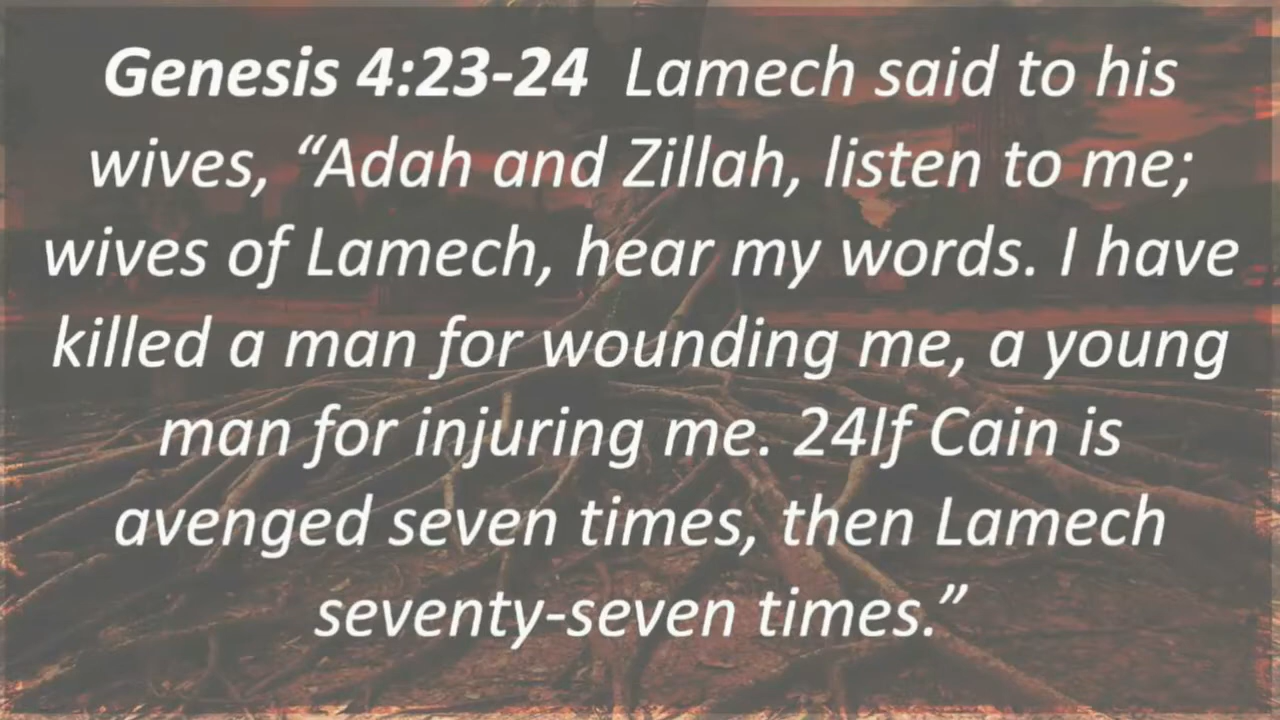 Genesis 4:23-24 Lamech said to his
wives, “Adah and Zillah, listen to me;
wives of Lamech, hear my words. I have
killed a man for wounding me, a young
man for injuring me. 24If Cain is
avenged seven times, then Lamech
seventy-seven times.”